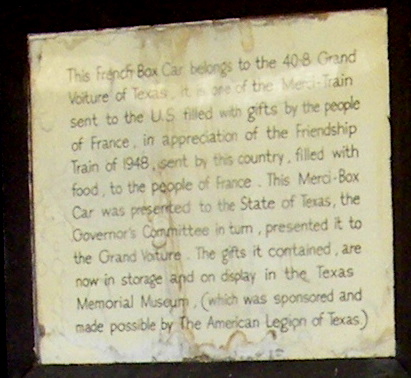 This French Box Car belongs to the 40·8 Grand
Voiture of Texas, it is one of the Merci-Train
sent to the U.S. filled with gifts by the people
of France, in appreciation of the Friendship
Train of 1948, sent by this country, filled with
food, to the people of France. This Merci-Box
Car was presented to the State of Texas, the
Governor's Committee in turn, presented it to
the Grand Voiture. The gifts it contained, are
now in storage and on display in the Texas
Memorial Museum, (which was sponsored and
made possible by The American Legion of Texas.)